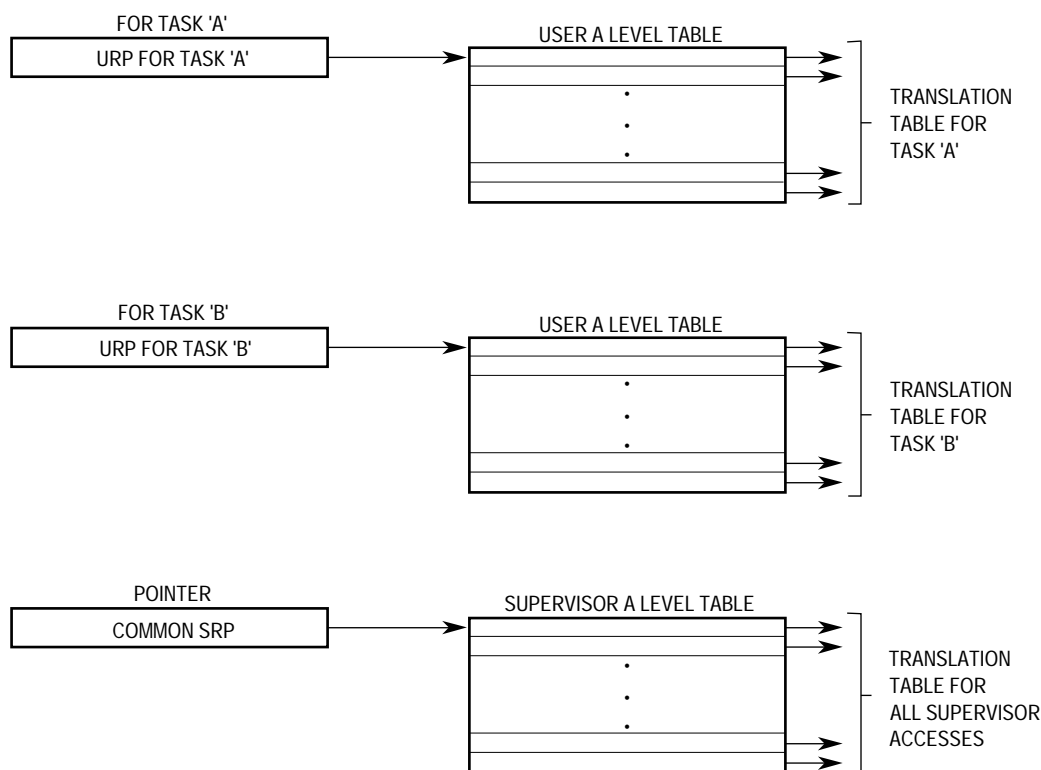 FOR TASK 'A'
URP FOR TASK 'A'
USER A LEVEL TABLE
TRANSLATION
TABLE FOR
TASK 'A'
FOR TASK 'B'
URP FOR TASK 'B'
USER A LEVEL TABLE
TRANSLATION
TABLE FOR
TASK 'B'
POINTER
COMMON SRP
SUPERVISOR A LEVEL TABLE
TRANSLATION
TABLE FOR
ALL SUPERVISOR
ACCESSES